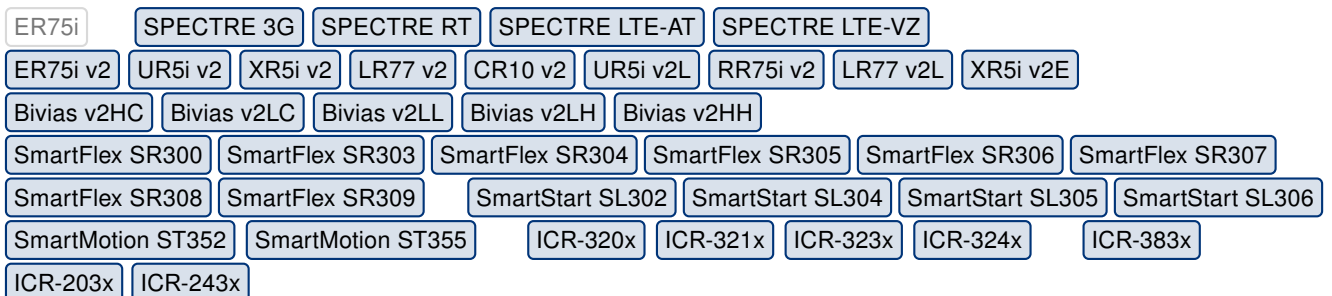 ER75i SPECTRE 3G SPECTRE RT SPECTRE LTE-AT SPECTRE LTE-VZ
ER75i v2 UR5i v2 XR5i v2 LR77 v2 CR10 v2 UR5i v2L RR75i v2 LR77 v2L XR5i v2E
Bivias v2HC Bivias v2LC Bivias v2LL Bivias v2LH Bivias v2HH
SmartFlex SR300 SmartFlex SR303 SmartFlex SR304 SmartFlex SR305 SmartFlex SR306 SmartFlex SR307
SmartFlex SR308 SmartFlex SR309 SmartStart SL302 SmartStart SL304 SmartStart SL305 SmartStart SL306
SmartMotion ST352 SmartMotion ST355 ICR-320x ICR-321x ICR-323x ICR-324x ICR-383x
ICR-203x ICR-243x